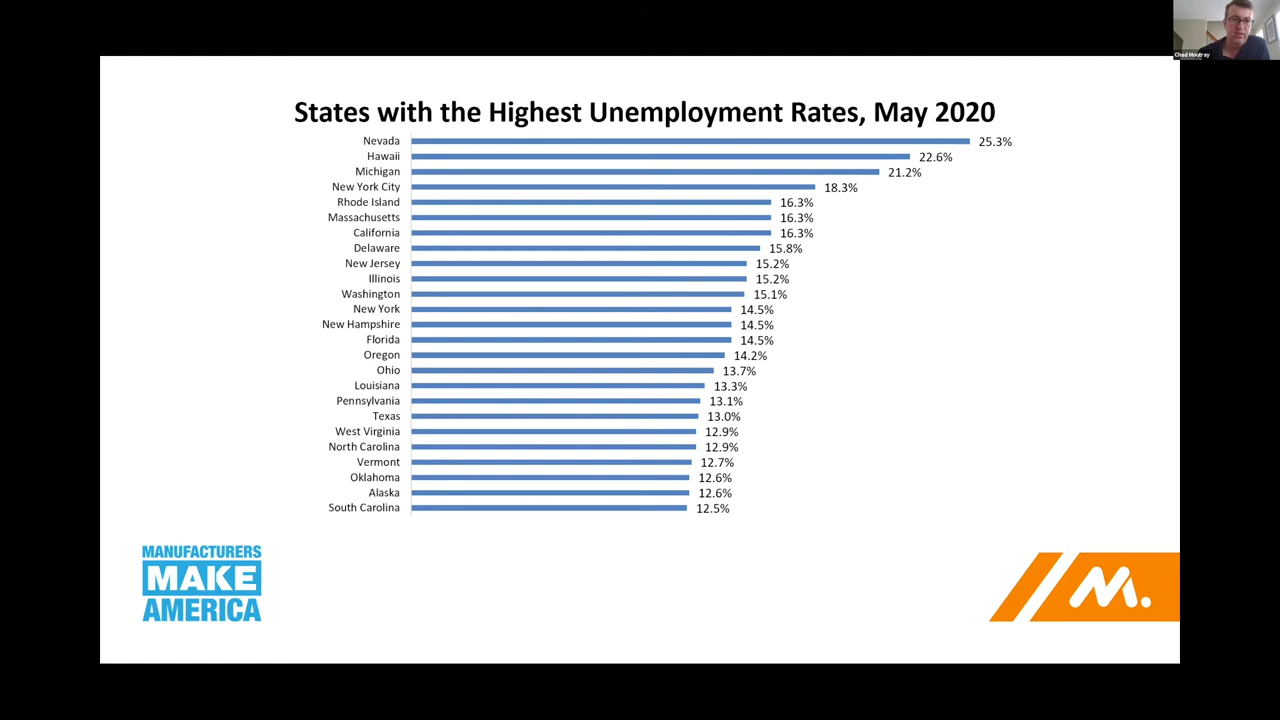 Chad Moutray
States with the Highest Unemployment Rates, May 2020
Nevada 25.3%
Hawaii 22.6%
Michigan 21.2%
New York City 18.3%
Rhode Island 16.3%
Massachusetts 16.3%
California 16.3%
Delaware 15.8%
New Jersey 15.2%
Illinois 15.2%
Washington 15.1%
New York 14.5%
New Hampshire 14.5%
Florida 14.5%
Oregon 14.2%
Ohio 13.7%
Louisiana 13.3%
Pennsylvania 13.1%
Texas 13.0%
West Virginia 12.9%
North Carolina 12.9%
Vermont 12.7%
Oklahoma 12.6%
Alaska 12.6%
South Carolina 12.5%
MANUFACTURERS
MAKE
AMERICA
M.